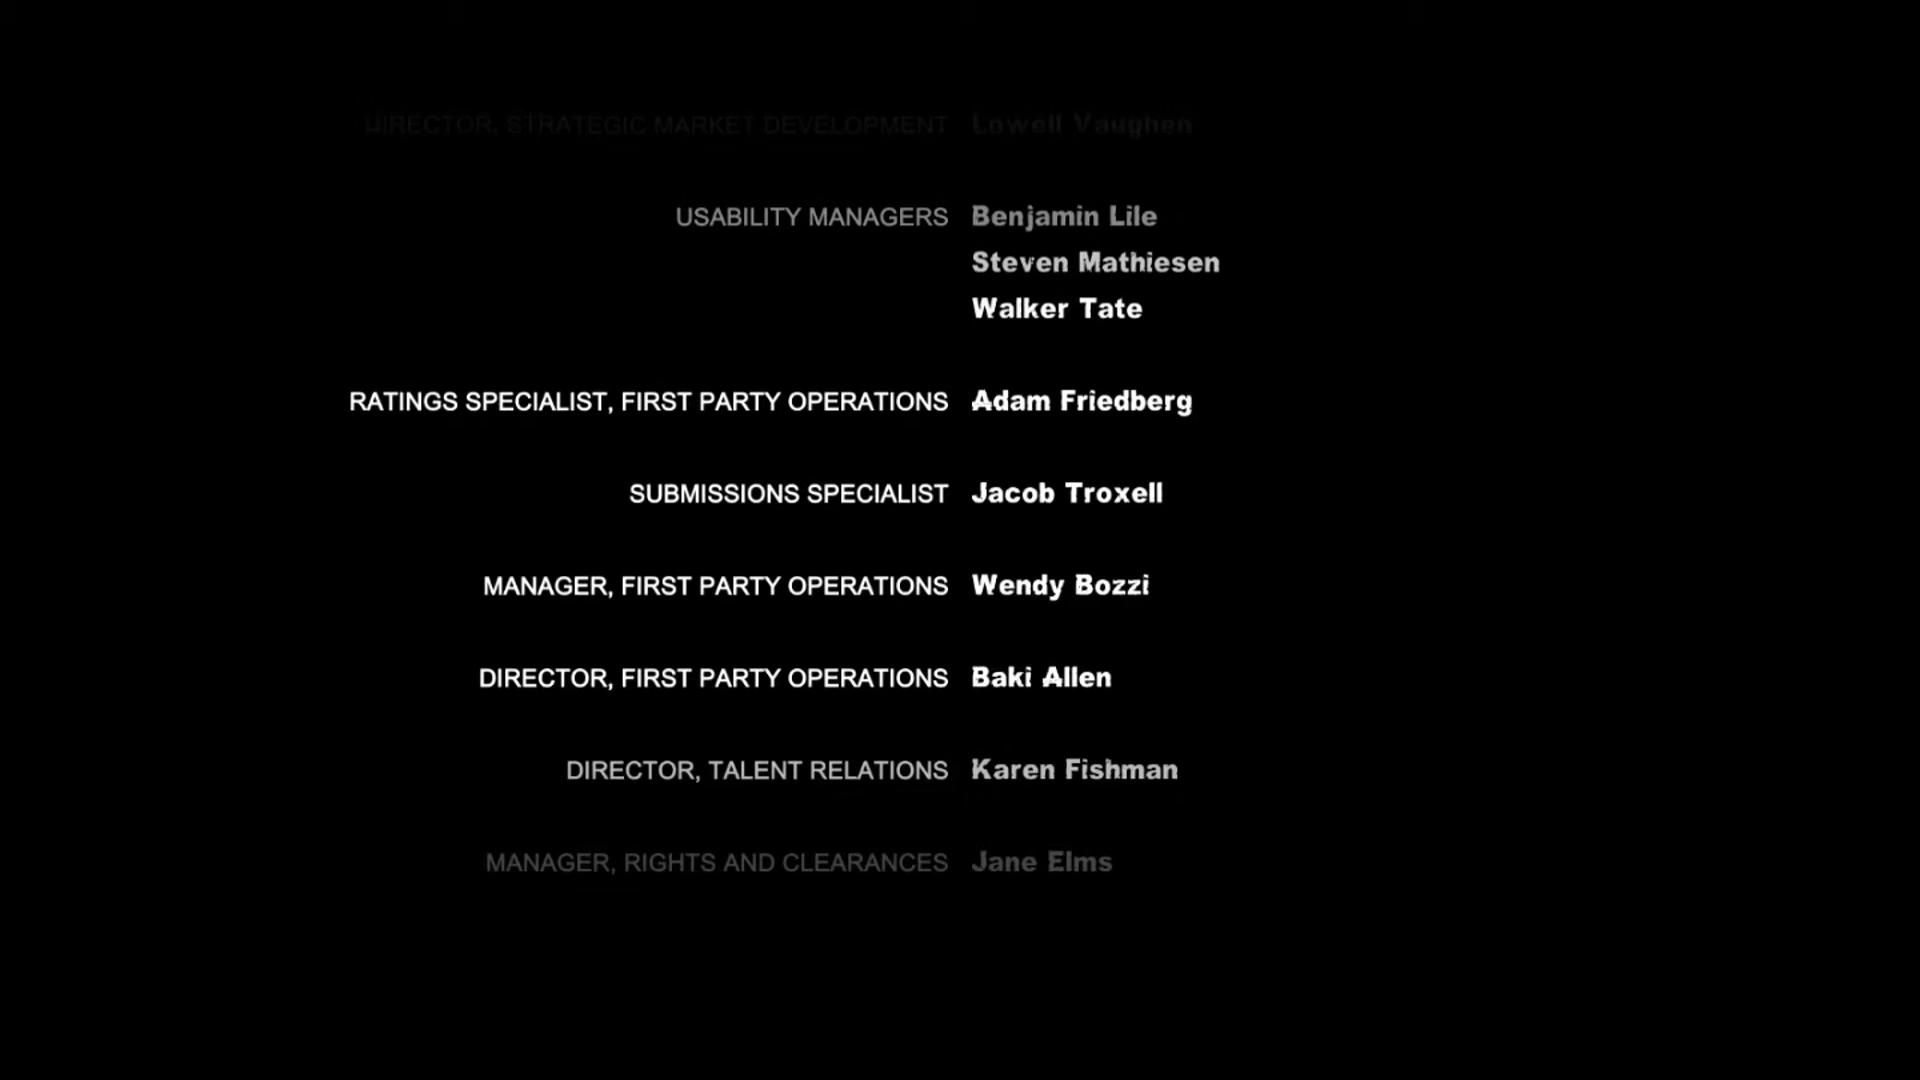 DIRECTOR, STRATEGIC MARKET DEVELOPMENT Lowell Vaughen
USABILITY MANAGERS Benjamin Lile
Steven Mathiesen
Walker Tate
RATINGS SPECIALIST, FIRST PARTY OPERATIONS Adam Friedberg
SUBMISSIONS SPECIALIST Jacob Troxell
MANAGER, FIRST PARTY OPERATIONS Wendy Bozzi
DIRECTOR, FIRST PARTY OPERATIONS Baki Allen
DIRECTOR, TALENT RELATIONS Karen Fishman
MANAGER, RIGHTS AND CLEARANCES Jane Elms